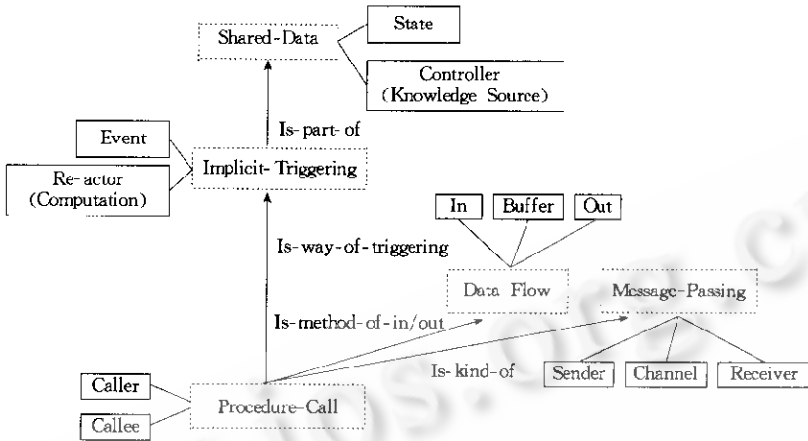 State
Shared-Data
Controller
(Knowledge Source)
Is-part-of
Event
Implicit-Triggering
Re-actor
(Computation)
In
Buffer
Out
Is-way-of-triggering
Data Flow
Message-Passing
Is-method-of-in/out
Is-kind-of
Sender
Channel
Receiver
Caller
Procedure-Call
Callee